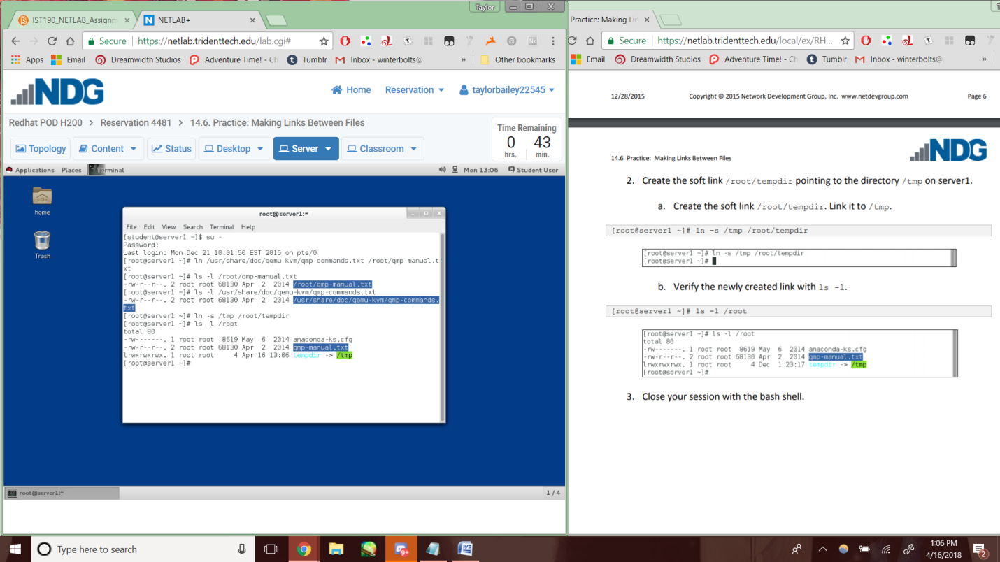 Taylor
IST190_NETLAB_Assignm
NETLAB+
Secure https://netlab.tridenttech.edu/lab.cgi#
Apps Email Dreamwidth Studios Adventure Time! - Ch Tumblr Inbox - winterbolts@ » Other bookmarks
NDG
Home Reservation taylorbailey22545
Redhat POD H200 > Reservation 4481 > 14.6. Practice: Making Links Between Files
Time Remaining
0 43
hrs. min.
Topology Content Status Desktop Server Classroom
Applications Places Terminal Mon 13:06 Student User
home
Trash
root@server1:~
File Edit View Search Terminal Help
[student@server1 ~]$ su -
Password:
Last login: Mon Dec 21 10:01:50 EST 2015 on pts/0
[root@server1 ~]# ln /usr/share/doc/qemu-kvm/qmp-commands.txt /root/qmp-manual.t
xt
[root@server1 ~]# ls -l /root/qmp-manual.txt
-rw-r--r--. 2 root root 68130 Apr 2 2014 /root/qmp-manual.txt
[root@server1 ~]# ls -l /usr/share/doc/qemu-kvm/qmp-commands.txt
-rw-r--r--. 2 root root 68130 Apr 2 2014 /usr/share/doc/qemu-kvm/qmp-commands.
txt
[root@server1 ~]# ln -s /tmp /root/tempdir
[root@server1 ~]# ls -l /root
total 80
-rw-------. 1 root root 8619 May 6 2014 anaconda-ks.cfg
-rw-r--r--. 2 root root 68130 Apr 2 2014 qmp-manual.txt
lrwxrwxrwx. 1 root root 4 Apr 16 13:06 tempdir -> /tmp
[root@server1 ~]#
root@server1:~
1 / 4
Practice: Making Lin
Secure https://netlab.tridenttech.edu/local/ex/RH...
Email Dreamwidth Studios Adventure Time! - Ch Tumblr Inbox - winterbolts@ »
12/28/2015 Copyright © 2015 Network Development Group, Inc. www.netdevgroup.com Page 6
NDG
14.6. Practice: Making Links Between Files
2. Create the soft link /root/tempdir pointing to the directory /tmp on server1.
a. Create the soft link /root/tempdir. Link it to /tmp.
[root@server1 ~]# ln -s /tmp /root/tempdir
[root@server1 ~]# ln -s /tmp /root/tempdir
[root@server1 ~]#
b. Verify the newly created link with ls -l.
[root@server1 ~]# ls -l /root
[root@server1 ~]# ls -l /root
total 80
-rw-------. 1 root root 8619 May 6 2014 anaconda-ks.cfg
-rw-r--r--. 2 root root 68130 Apr 2 2014 qmp-manual.txt
lrwxrwxrwx. 1 root root 4 Dec 1 23:17 tempdir -> /tmp
[root@server1 ~]#
3. Close your session with the bash shell.
Type here to search
9+
1:06 PM
4/16/2018
2